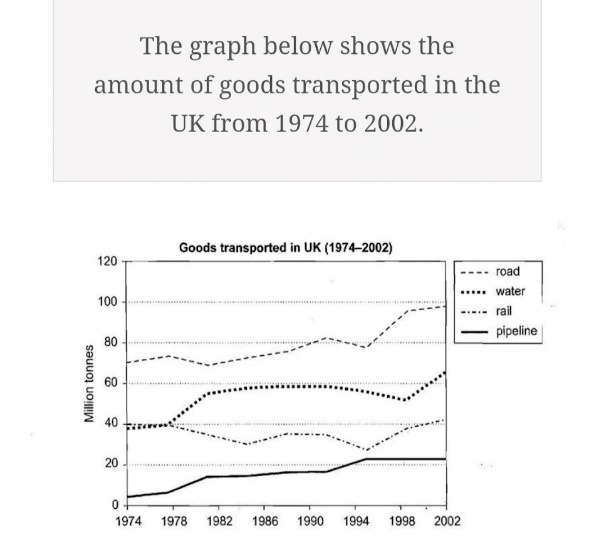 The graph below shows the
amount of goods transported in the
UK from 1974 to 2002.
Goods transported in UK (1974–2002)
120
100
80
60
40
20
0
Million tonnes
1974 1978 1982 1986 1990 1994 1998 2002
road
water
rail
pipeline